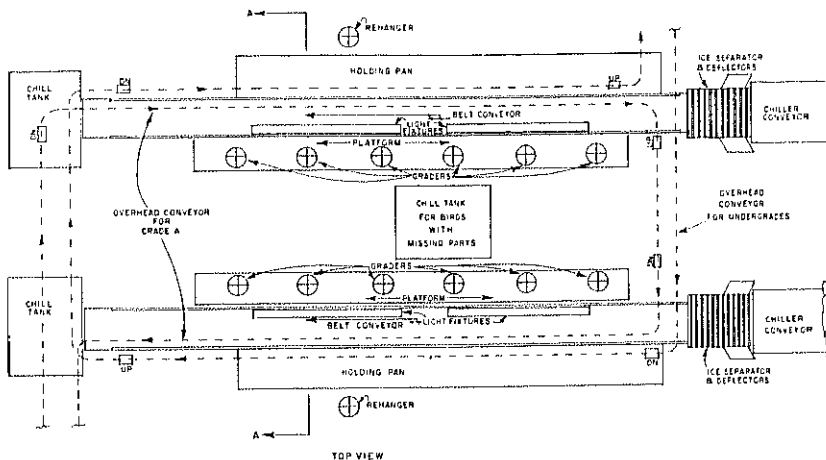 A
REHANGER
HOLDING PAN
ICE SEPARATOR
& DEFLECTORS
CHILL
TANK
DN
UP
BELT CONVEYOR
CHILLER
CONVEYOR
LIGHT
FIXTURES
DN
PLATFORM
GRADERS
OVERHEAD CONVEYOR
FOR
GRADE A
CHILL TANK
FOR BIRDS
WITH
MISSING PARTS
OVERHEAD
CONVEYOR
FOR UNDERGRADES
GRADERS
CHILL
TANK
PLATFORM
BELT CONVEYOR
LIGHT FIXTURES
CHILLER
CONVEYOR
UP
HOLDING PAN
DN
ICE SEPARATOR
& DEFLECTORS
REHANGER
A
TOP VIEW